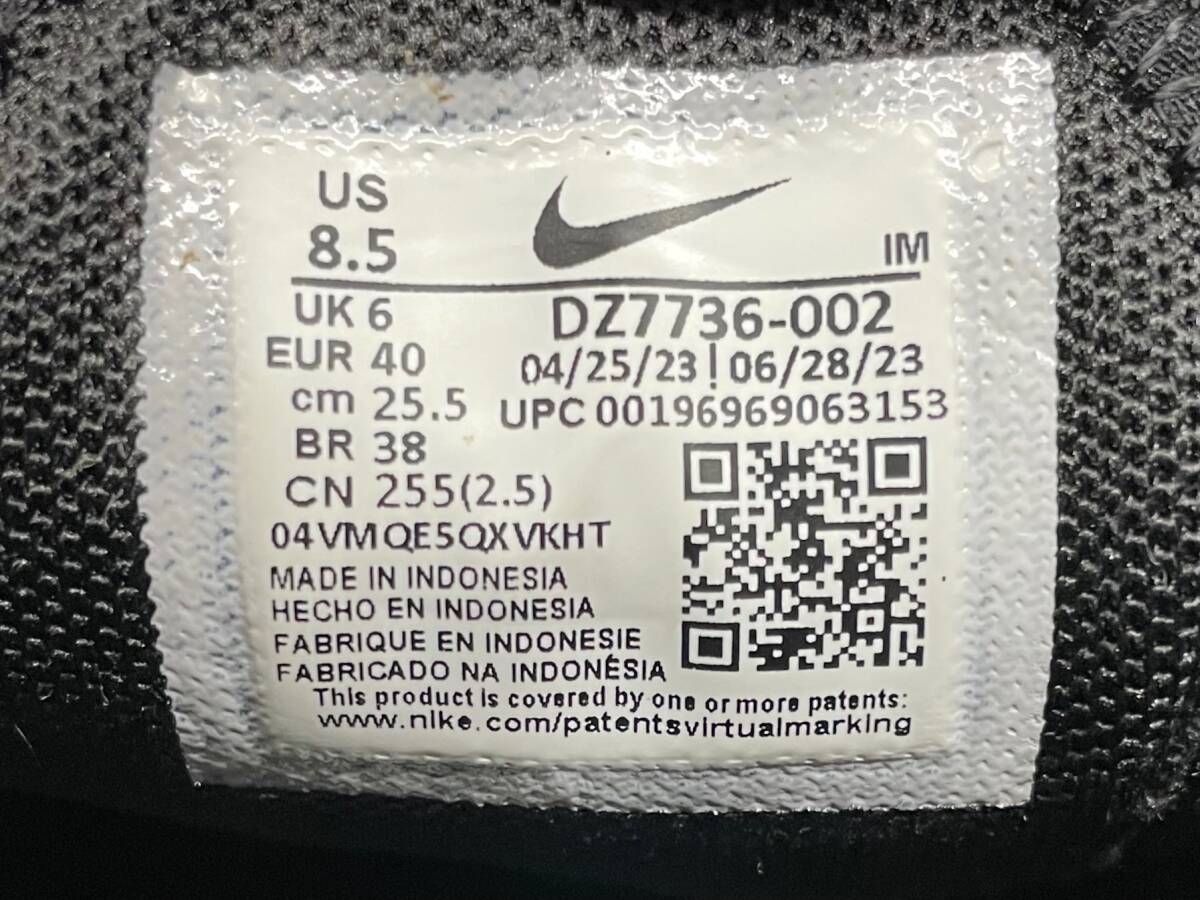 US
8.5
IM
UK 6
DZ7736-002
EUR 40
04/25/23 | 06/28/23
cm 25.5
UPC 00196969063153
BR 38
CN 255(2.5)
04VMQE5QXVKHT
MADE IN INDONESIA
HECHO EN INDONESIA
FABRIQUE EN INDONESIE
FABRICADO NA INDONÉSIA
This product is covered by one or more patents:
www.nike.com/patentsvirtualmarking